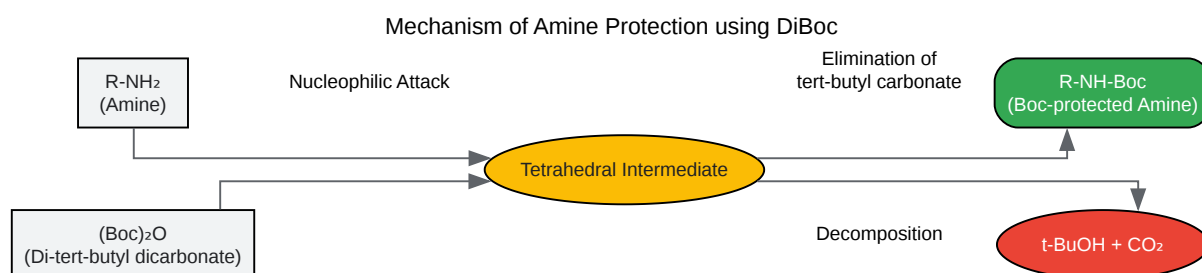 Mechanism of Amine Protection using DiBoc
R-NH₂
(Amine)
Nucleophilic Attack
Elimination of
tert-butyl carbonate
R-NH-Boc
(Boc-protected Amine)
Tetrahedral Intermediate
(Boc)₂O
(Di-tert-butyl dicarbonate)
Decomposition
t-BuOH + CO₂